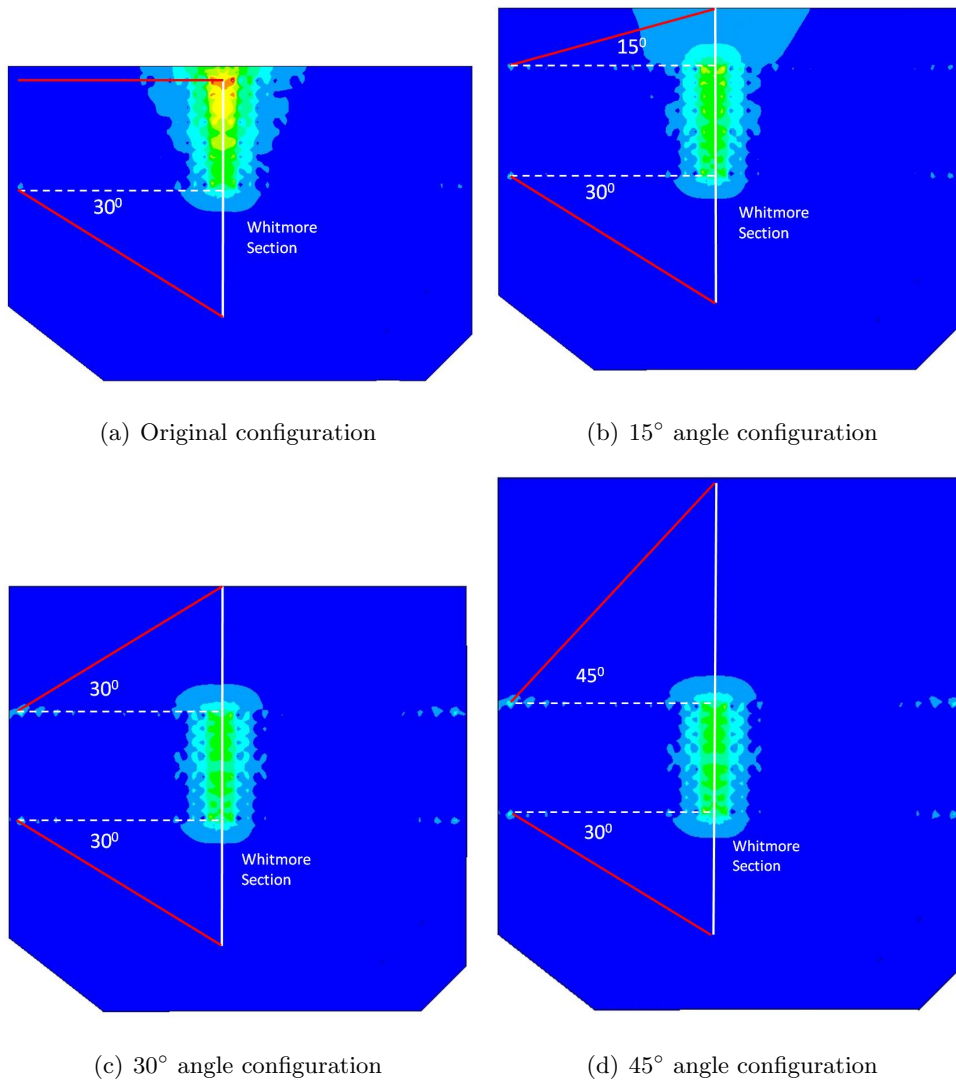 30⁰
Whitmore
Section
(a) Original configuration
15⁰
30⁰
Whitmore
Section
(b) 15° angle configuration
30⁰
30⁰
Whitmore
Section
(c) 30° angle configuration
45⁰
30⁰
Whitmore
Section
(d) 45° angle configuration